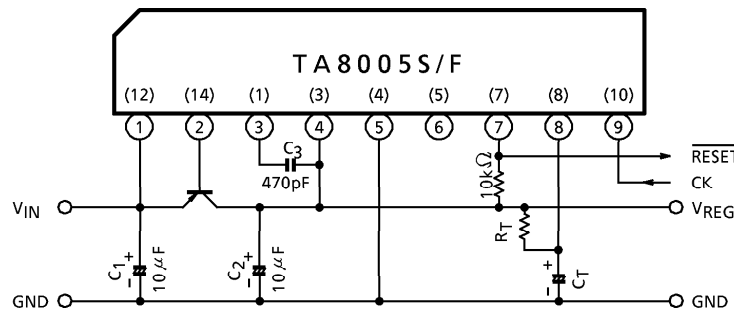 TA8005S/F
(12) (14) (1) (3) (4) (5) (7) (8) (10)
1 2 3 4 5 6 7 8 9
C3
470pF
10kΩ
RESET
CK
VIN
VREG
RT
C1 + - 10μF
C2 + - 10μF
+ - CT
GND
GND